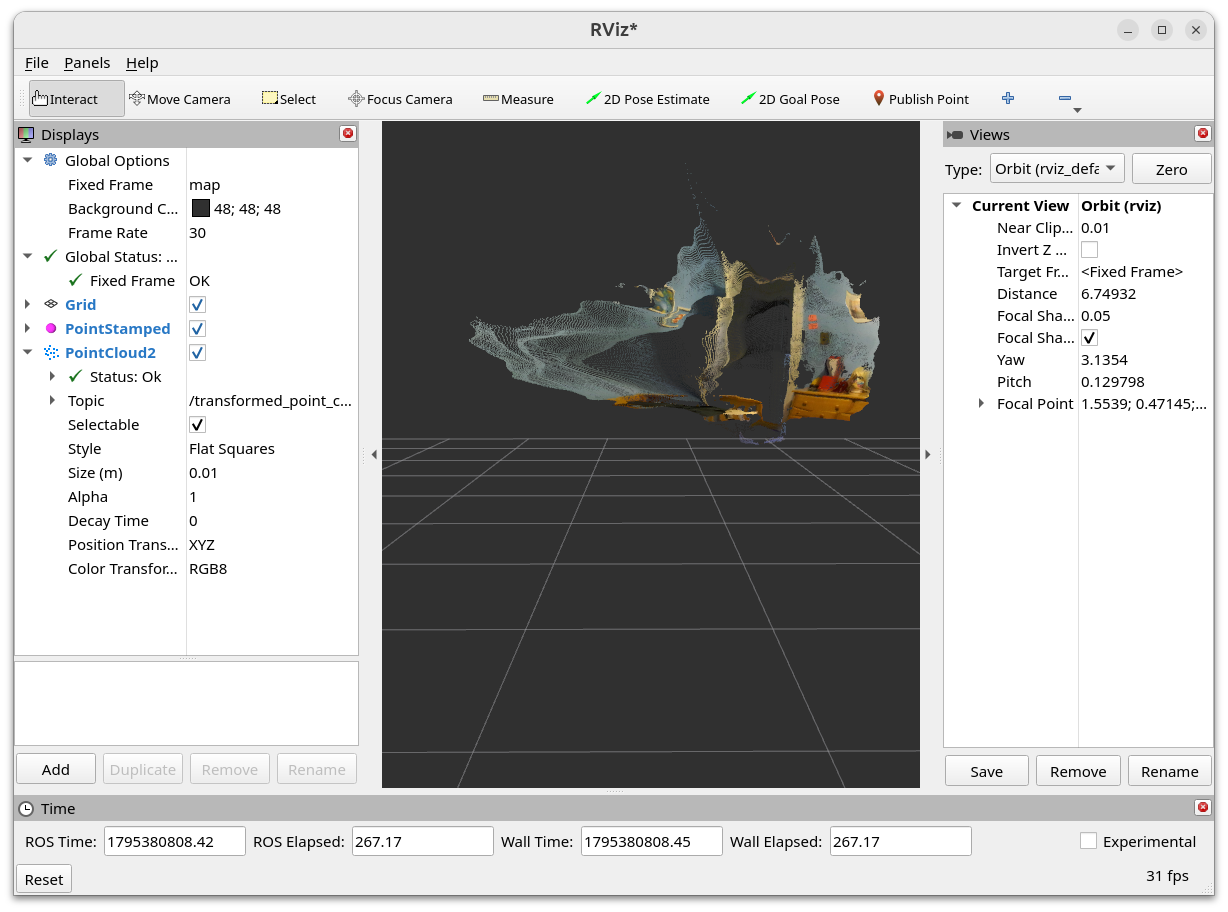 RViz*
File Panels Help
Interact Move Camera Select Focus Camera Measure 2D Pose Estimate 2D Goal Pose Publish Point
Displays
Global Options
Fixed Frame map
Background C... 48; 48; 48
Frame Rate 30
Global Status: ...
Fixed Frame OK
Grid
PointStamped
PointCloud2
Status: Ok
Topic /transformed_point_c...
Selectable
Style Flat Squares
Size (m) 0.01
Alpha 1
Decay Time 0
Position Trans... XYZ
Color Transfor... RGB8
Add Duplicate Remove Rename
Views
Type: Orbit (rviz_defa Zero
Current View Orbit (rviz)
Near Clip... 0.01
Invert Z ...
Target Fr... <Fixed Frame>
Distance 6.74932
Focal Sha... 0.05
Focal Sha...
Yaw 3.1354
Pitch 0.129798
Focal Point 1.5539; 0.47145;...
Save Remove Rename
Time
ROS Time: 1795380808.42 ROS Elapsed: 267.17 Wall Time: 1795380808.45 Wall Elapsed: 267.17 Experimental
Reset 31 fps